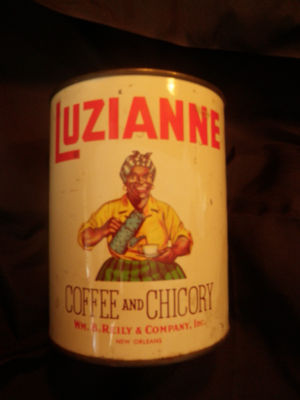 LUZIANNE
COFFEE AND CHICORY
WM. B. REILY & COMPANY, INC.
NEW ORLEANS